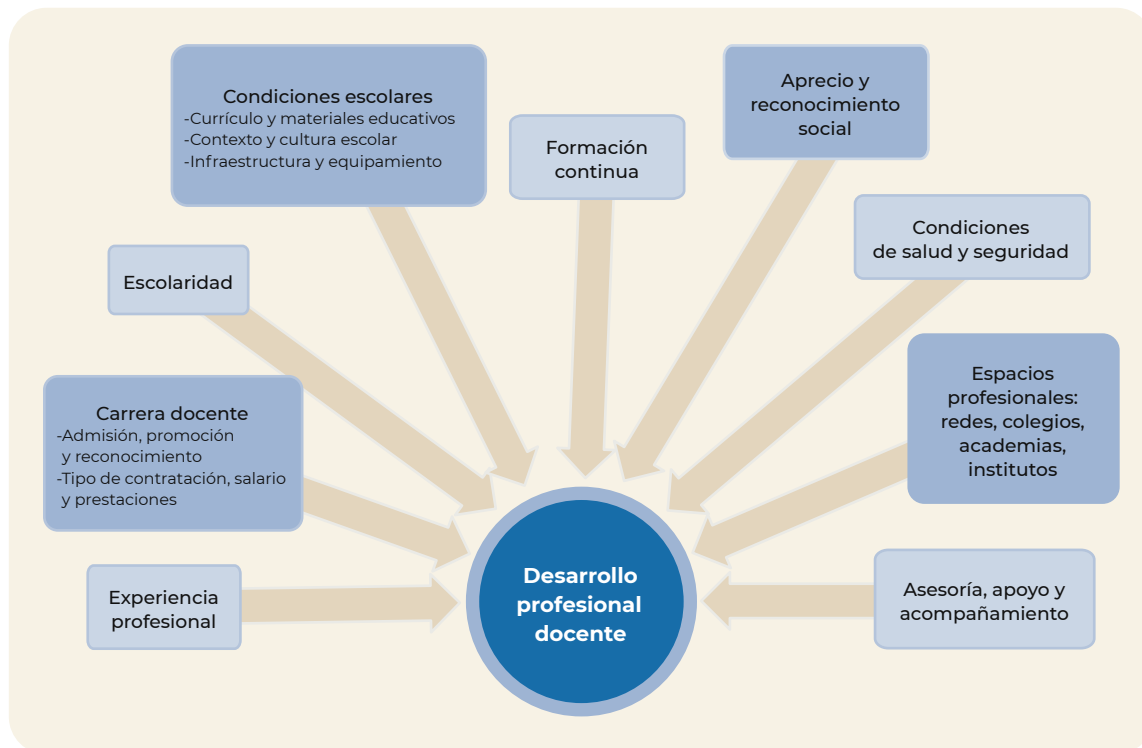 Condiciones escolares
-Currículo y materiales educativos
-Contexto y cultura escolar
-Infraestructura y equipamiento
Formación
continua
Aprecio y
reconocimiento
social
Condiciones
de salud y seguridad
Escolaridad
Carrera docente
-Admisión, promoción
y reconocimiento
-Tipo de contratación, salario
y prestaciones
Espacios
profesionales:
redes, colegios,
academias,
institutos
Experiencia
profesional
Desarrollo
profesional
docente
Asesoría, apoyo y
acompañamiento